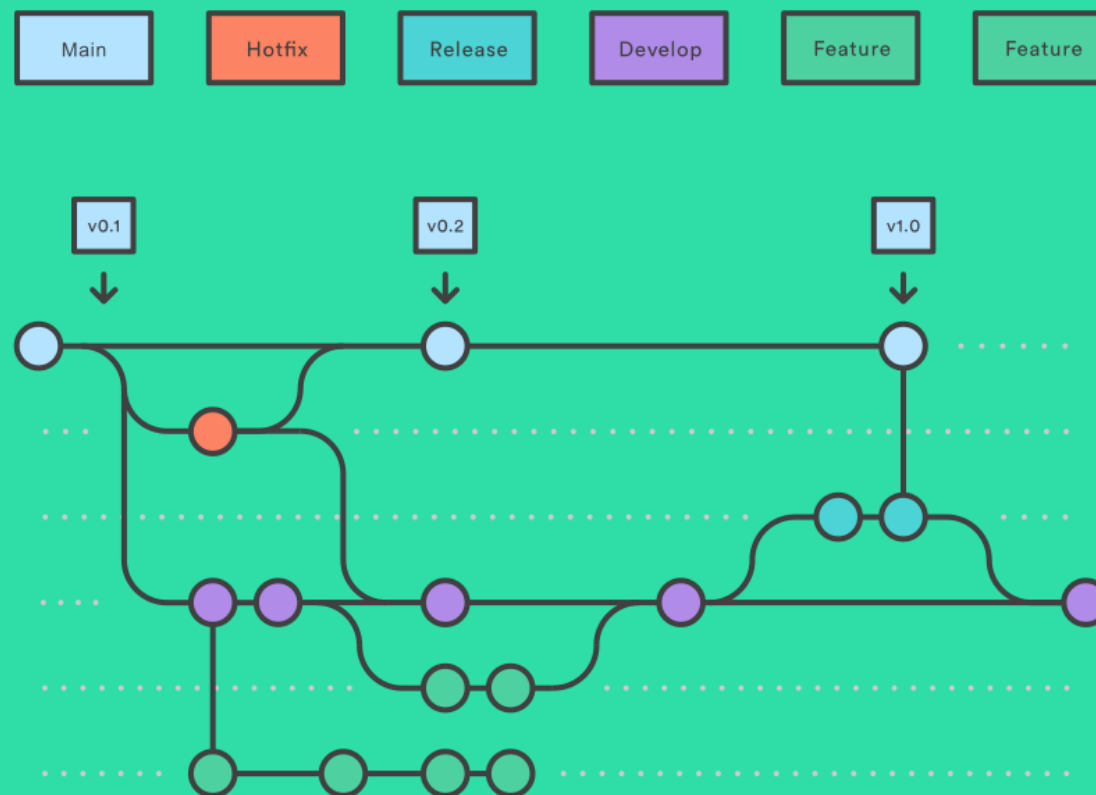 Main
Hotfix
Release
Develop
Feature
Feature
v0.1
v0.2
v1.0